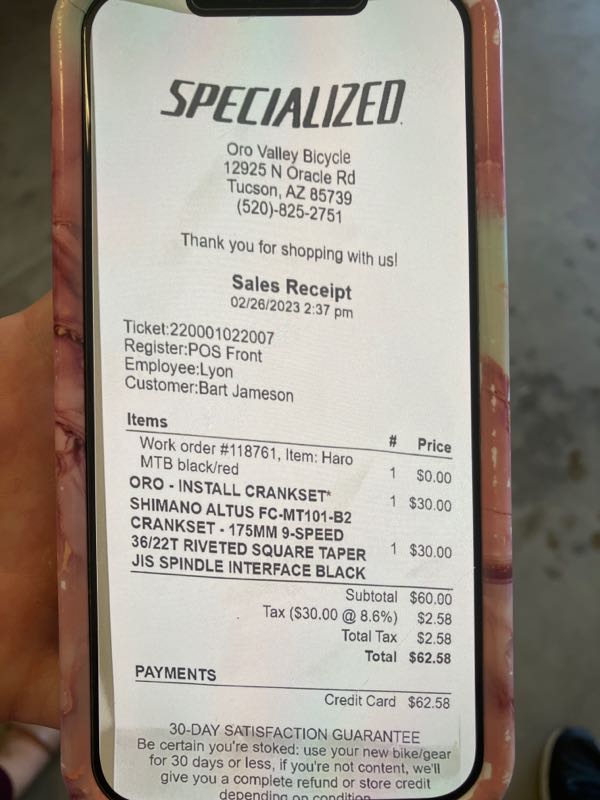 SPECIALIZED
Oro Valley Bicycle
12925 N Oracle Rd
Tucson, AZ 85739
(520)-825-2751
Thank you for shopping with us!
Sales Receipt
02/26/2023 2:37 pm
Ticket:220001022007
Register:POS Front
Employee:Lyon
Customer:Bart Jameson
Items # Price
Work order #118761, Item: Haro
MTB black/red 1 $0.00
ORO - INSTALL CRANKSET* 1 $30.00
SHIMANO ALTUS FC-MT101-B2
CRANKSET - 175MM 9-SPEED
36/22T RIVETED SQUARE TAPER 1 $30.00
JIS SPINDLE INTERFACE BLACK
Subtotal $60.00
Tax ($30.00 @ 8.6%) $2.58
Total Tax $2.58
Total $62.58
PAYMENTS
Credit Card $62.58
30-DAY SATISFACTION GUARANTEE
Be certain you're stoked: use your new bike/gear
for 30 days or less, if you're not content, we'll
give you a complete refund or store credit
depending on condition